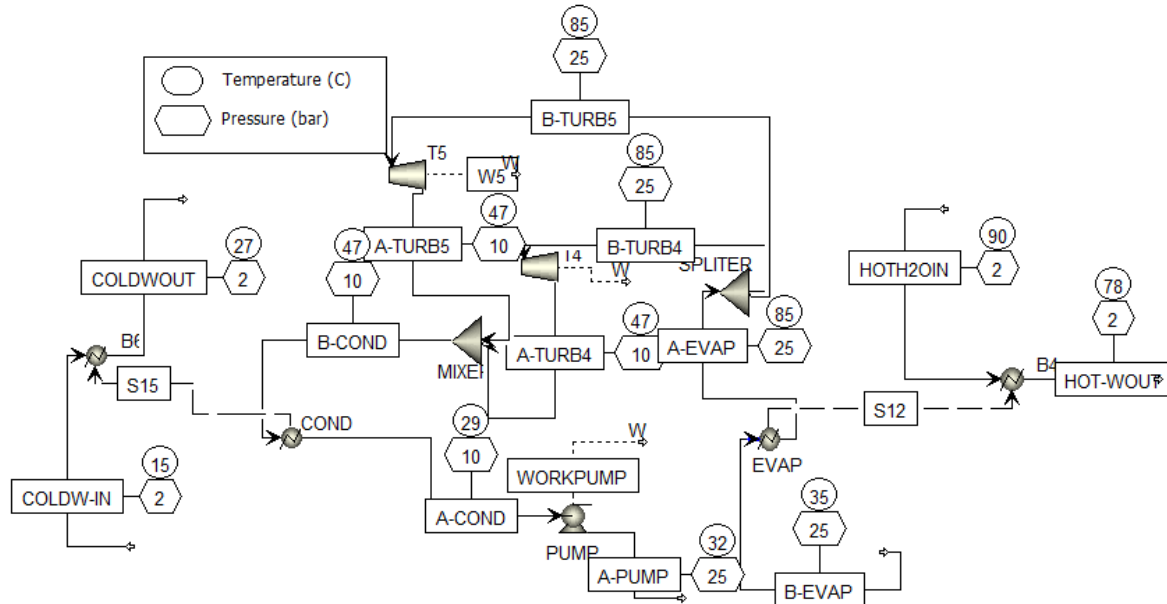 85
25
Temperature (C)
Pressure (bar)
B-TURB5
T5
W5
W
85
25
47
10
A-TURB5
B-TURB4
47
10
T4
W
SPLITER
27
2
COLDWOUT
90
2
HOTH2OIN
78
2
B-COND
MIXER
A-TURB4
47
10
A-EVAP
85
25
B6
S15
B4
HOT-WOUT
S12
COND
29
10
W
EVAP
15
2
COLDW-IN
WORKPUMP
35
25
A-COND
PUMP
32
25
A-PUMP
B-EVAP